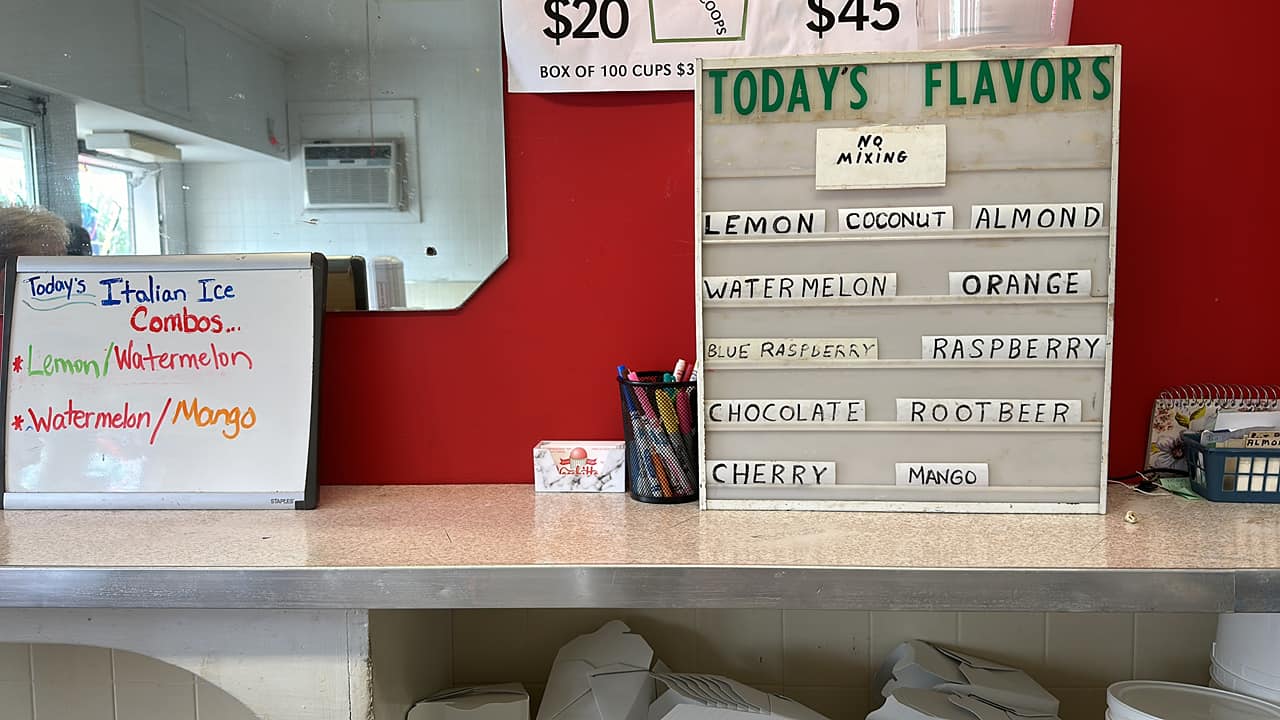 $20
SCOOPS
$45
BOX OF 100 CUPS $3
TODAY'S FLAVORS
NO
MIXING
LEMON COCONUT ALMOND
WATERMELON ORANGE
BLUE RASPBERRY RASPBERRY
CHOCOLATE ROOTBEER
CHERRY MANGO
Today's Italian Ice
Combos...
* Lemon/Watermelon
* Watermelon/Mango
STAPLES